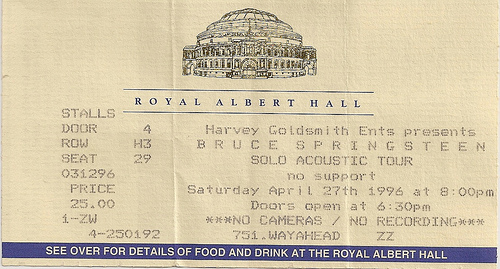 ROYAL ALBERT HALL
STALLS
DOOR 4 Harvey Goldsmith Ents presents
ROW H3 BRUCE SPRINGSTEEN
SEAT 29 SOLO ACOUSTIC TOUR
031296 no support
PRICE Saturday April 27th 1996 at 8:00pm
25.00 Doors open at 6:30pm
1-ZW ***NO CAMERAS / NO RECORDING***
4-250192 751.WAYAHEAD ZZ
SEE OVER FOR DETAILS OF FOOD AND DRINK AT THE ROYAL ALBERT HALL